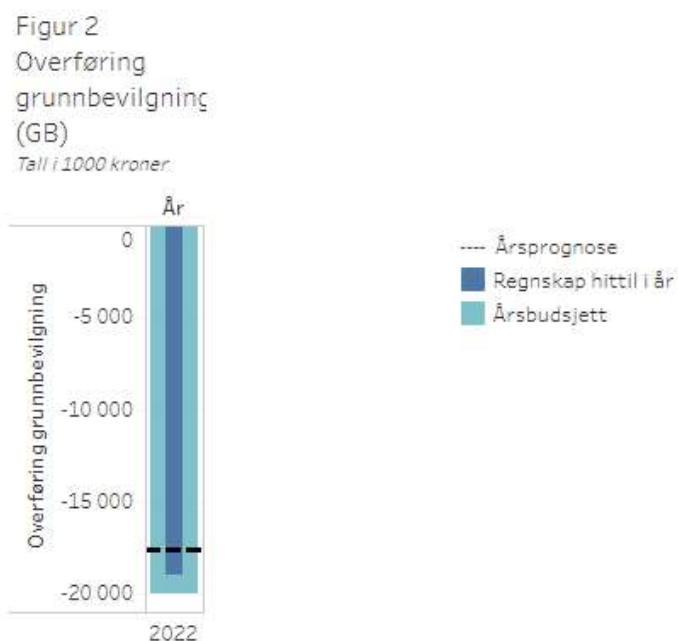 Figur 2
Overføring
grunnbevilgning
(GB)
Tall i 1000 kroner
År
0
-5 000
-10 000
-15 000
-20 000
Overføring grunnbevilgning
2022
---- Årsprognose
Regnskap hittil i år
Årsbudsjett